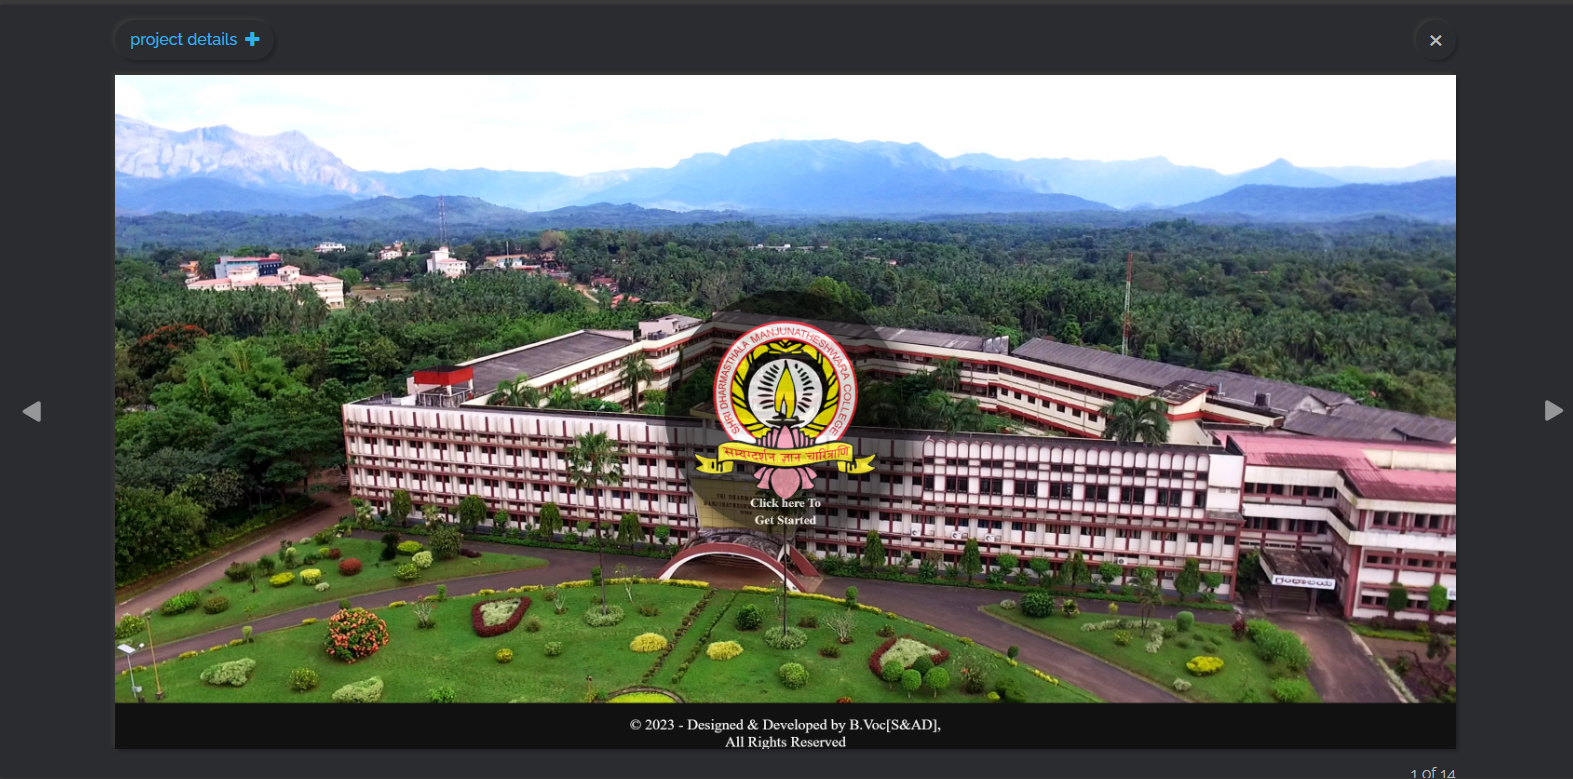 project details
SHRI DHARMASTHALA MANJUNATHESHWARA COLLEGE
सम्यग्दर्शन ज्ञान चारित्राणि
Click here To
Get Started
ಗ್ರಂಥಾಲಯ
© 2023 - Designed & Developed by B.Voc[S&AD],
All Rights Reserved
1 of 14